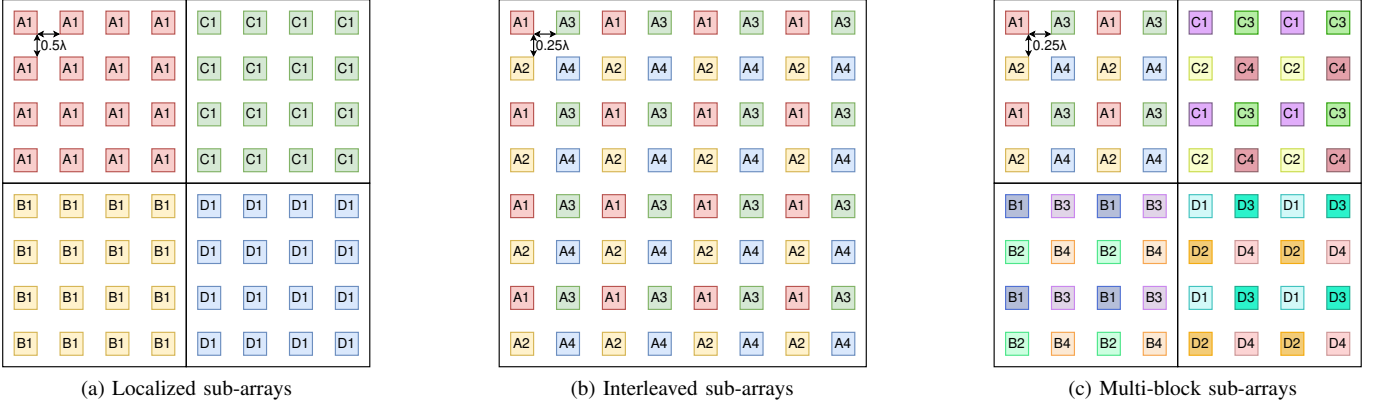 A1 A1 A1 A1 C1 C1 C1 C1 A1 A3 A1 A3 A1 A3 A1 A3 A1 A3 A1 A3 C1 C3 C1 C3
0.5λ 0.25λ 0.25λ
A1 A1 A1 A1 C1 C1 C1 C1 A2 A4 A2 A4 A2 A4 A2 A4 A2 A4 A2 A4 C2 C4 C2 C4
A1 A1 A1 A1 C1 C1 C1 C1 A1 A3 A1 A3 A1 A3 A1 A3 A1 A3 A1 A3 C1 C3 C1 C3
A1 A1 A1 A1 C1 C1 C1 C1 A2 A4 A2 A4 A2 A4 A2 A4 A2 A4 A2 A4 C2 C4 C2 C4
B1 B1 B1 B1 D1 D1 D1 D1 A1 A3 A1 A3 A1 A3 A1 A3 B1 B3 B1 B3 D1 D3 D1 D3
B1 B1 B1 B1 D1 D1 D1 D1 A2 A4 A2 A4 A2 A4 A2 A4 B2 B4 B2 B4 D2 D4 D2 D4
B1 B1 B1 B1 D1 D1 D1 D1 A1 A3 A1 A3 A1 A3 A1 A3 B1 B3 B1 B3 D1 D3 D1 D3
B1 B1 B1 B1 D1 D1 D1 D1 A2 A4 A2 A4 A2 A4 A2 A4 B2 B4 B2 B4 D2 D4 D2 D4
(a) Localized sub-arrays (b) Interleaved sub-arrays (c) Multi-block sub-arrays